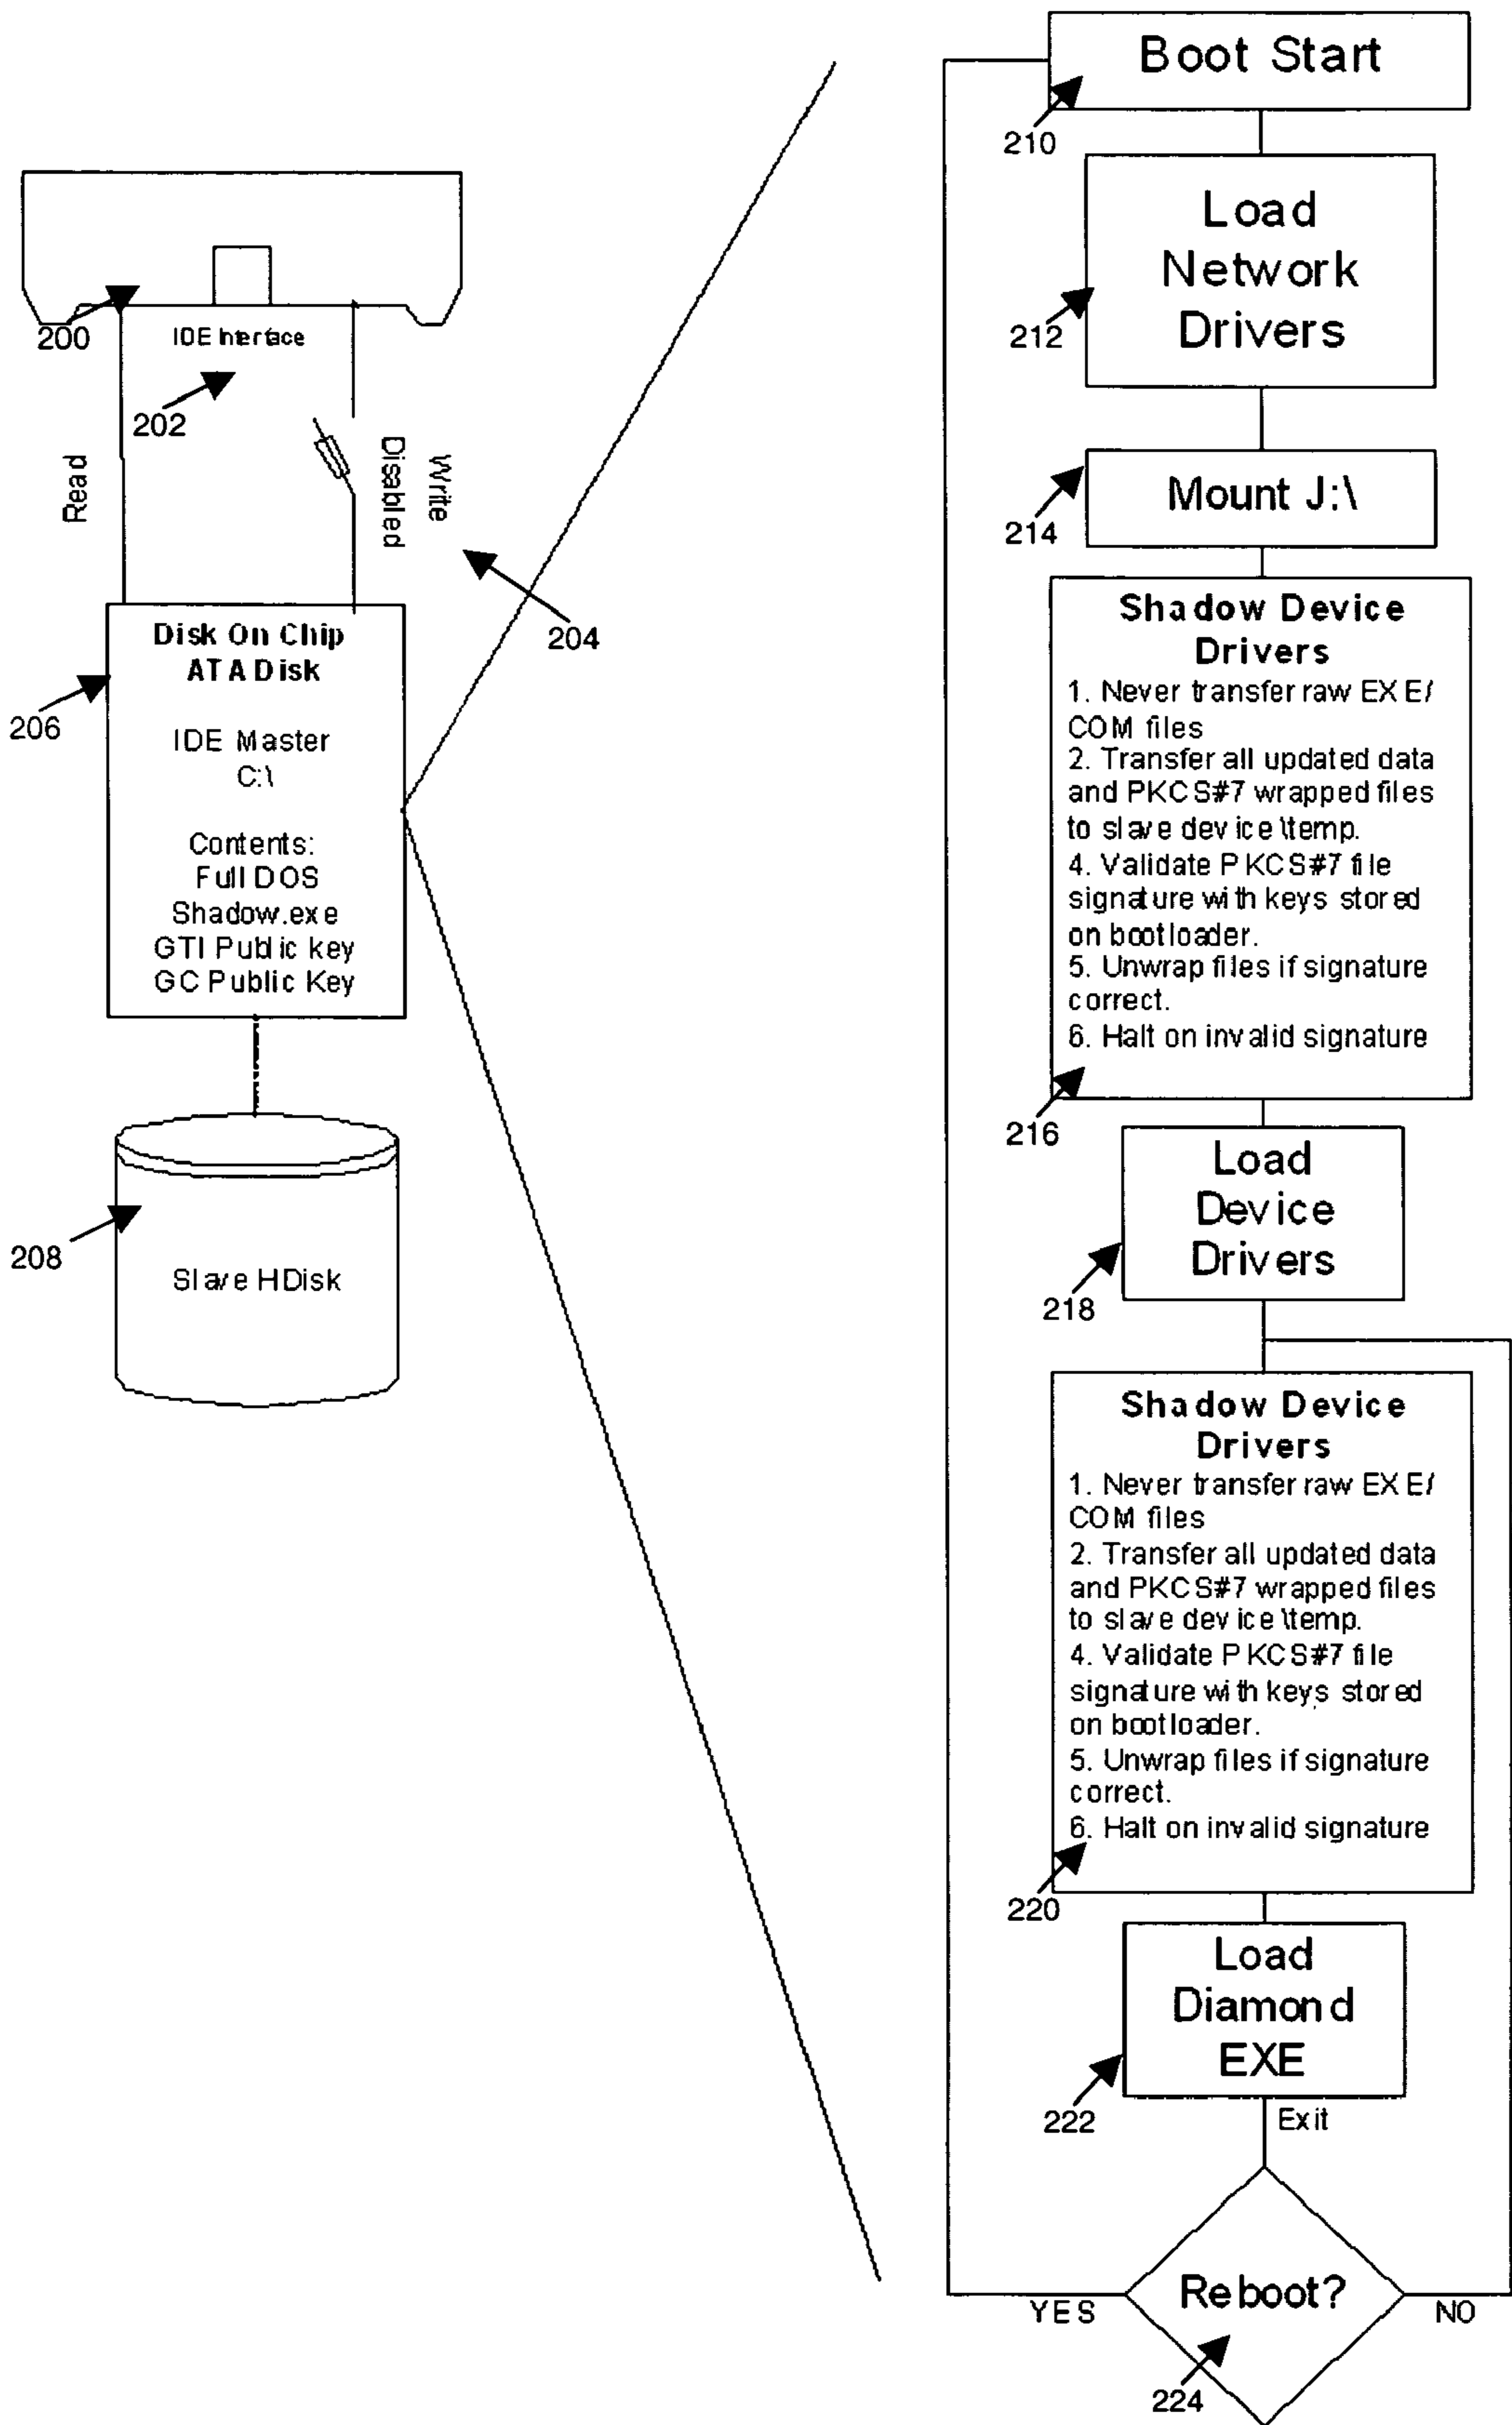 200
IDE Interface
202
Read
Write
Disabled
204
Disk On Chip
ATA Disk
IDE Master
C:\
Contents:
Full DOS
Shadow.exe
GTI Public key
GC Public Key
206
Slave HDisk
208
Boot Start
210
Load
Network
Drivers
212
Mount J:\
214
Shadow Device
Drivers
1. Never transfer raw EXE/
COM files
2. Transfer all updated data
and PKCS#7 wrapped files
to slave device \temp.
4. Validate PKCS#7 file
signature with keys stored
on bootloader.
5. Unwrap files if signature
correct.
6. Halt on invalid signature
216
Load
Device
Drivers
218
Shadow Device
Drivers
1. Never transfer raw EXE/
COM files
2. Transfer all updated data
and PKCS#7 wrapped files
to slave device \temp.
4. Validate PKCS#7 file
signature with keys stored
on bootloader.
5. Unwrap files if signature
correct.
6. Halt on invalid signature
220
Load
Diamond
EXE
222
Exit
Reboot?
YES
NO
224